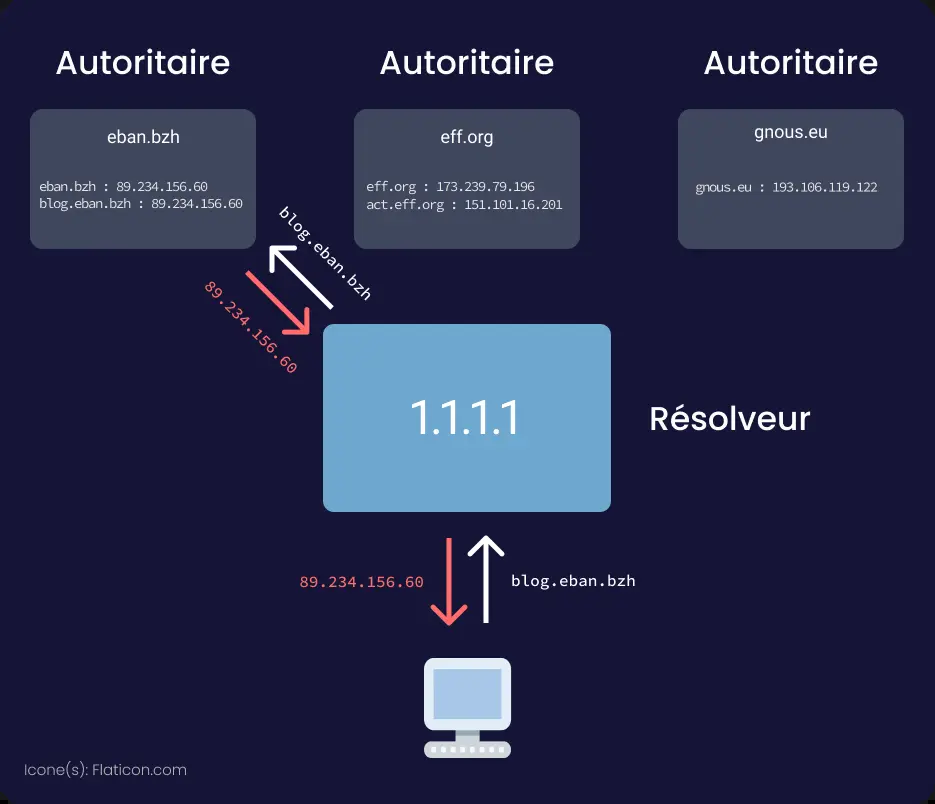 Autoritaire
Autoritaire
Autoritaire
eban.bzh
eban.bzh : 89.234.156.60
blog.eban.bzh : 89.234.156.60
eff.org
eff.org : 173.239.79.196
act.eff.org : 151.101.16.201
gnous.eu
gnous.eu : 193.106.119.122
blog.eban.bzh
89.234.156.60
1.1.1.1
Résolveur
89.234.156.60
blog.eban.bzh
Icone(s): Flaticon.com